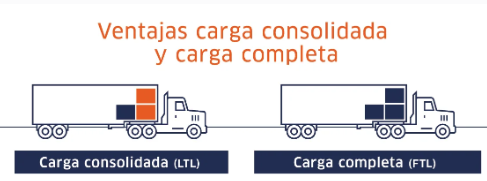 Ventajas carga consolidada
y carga completa
Carga consolidada (LTL)
Carga completa (FTL)